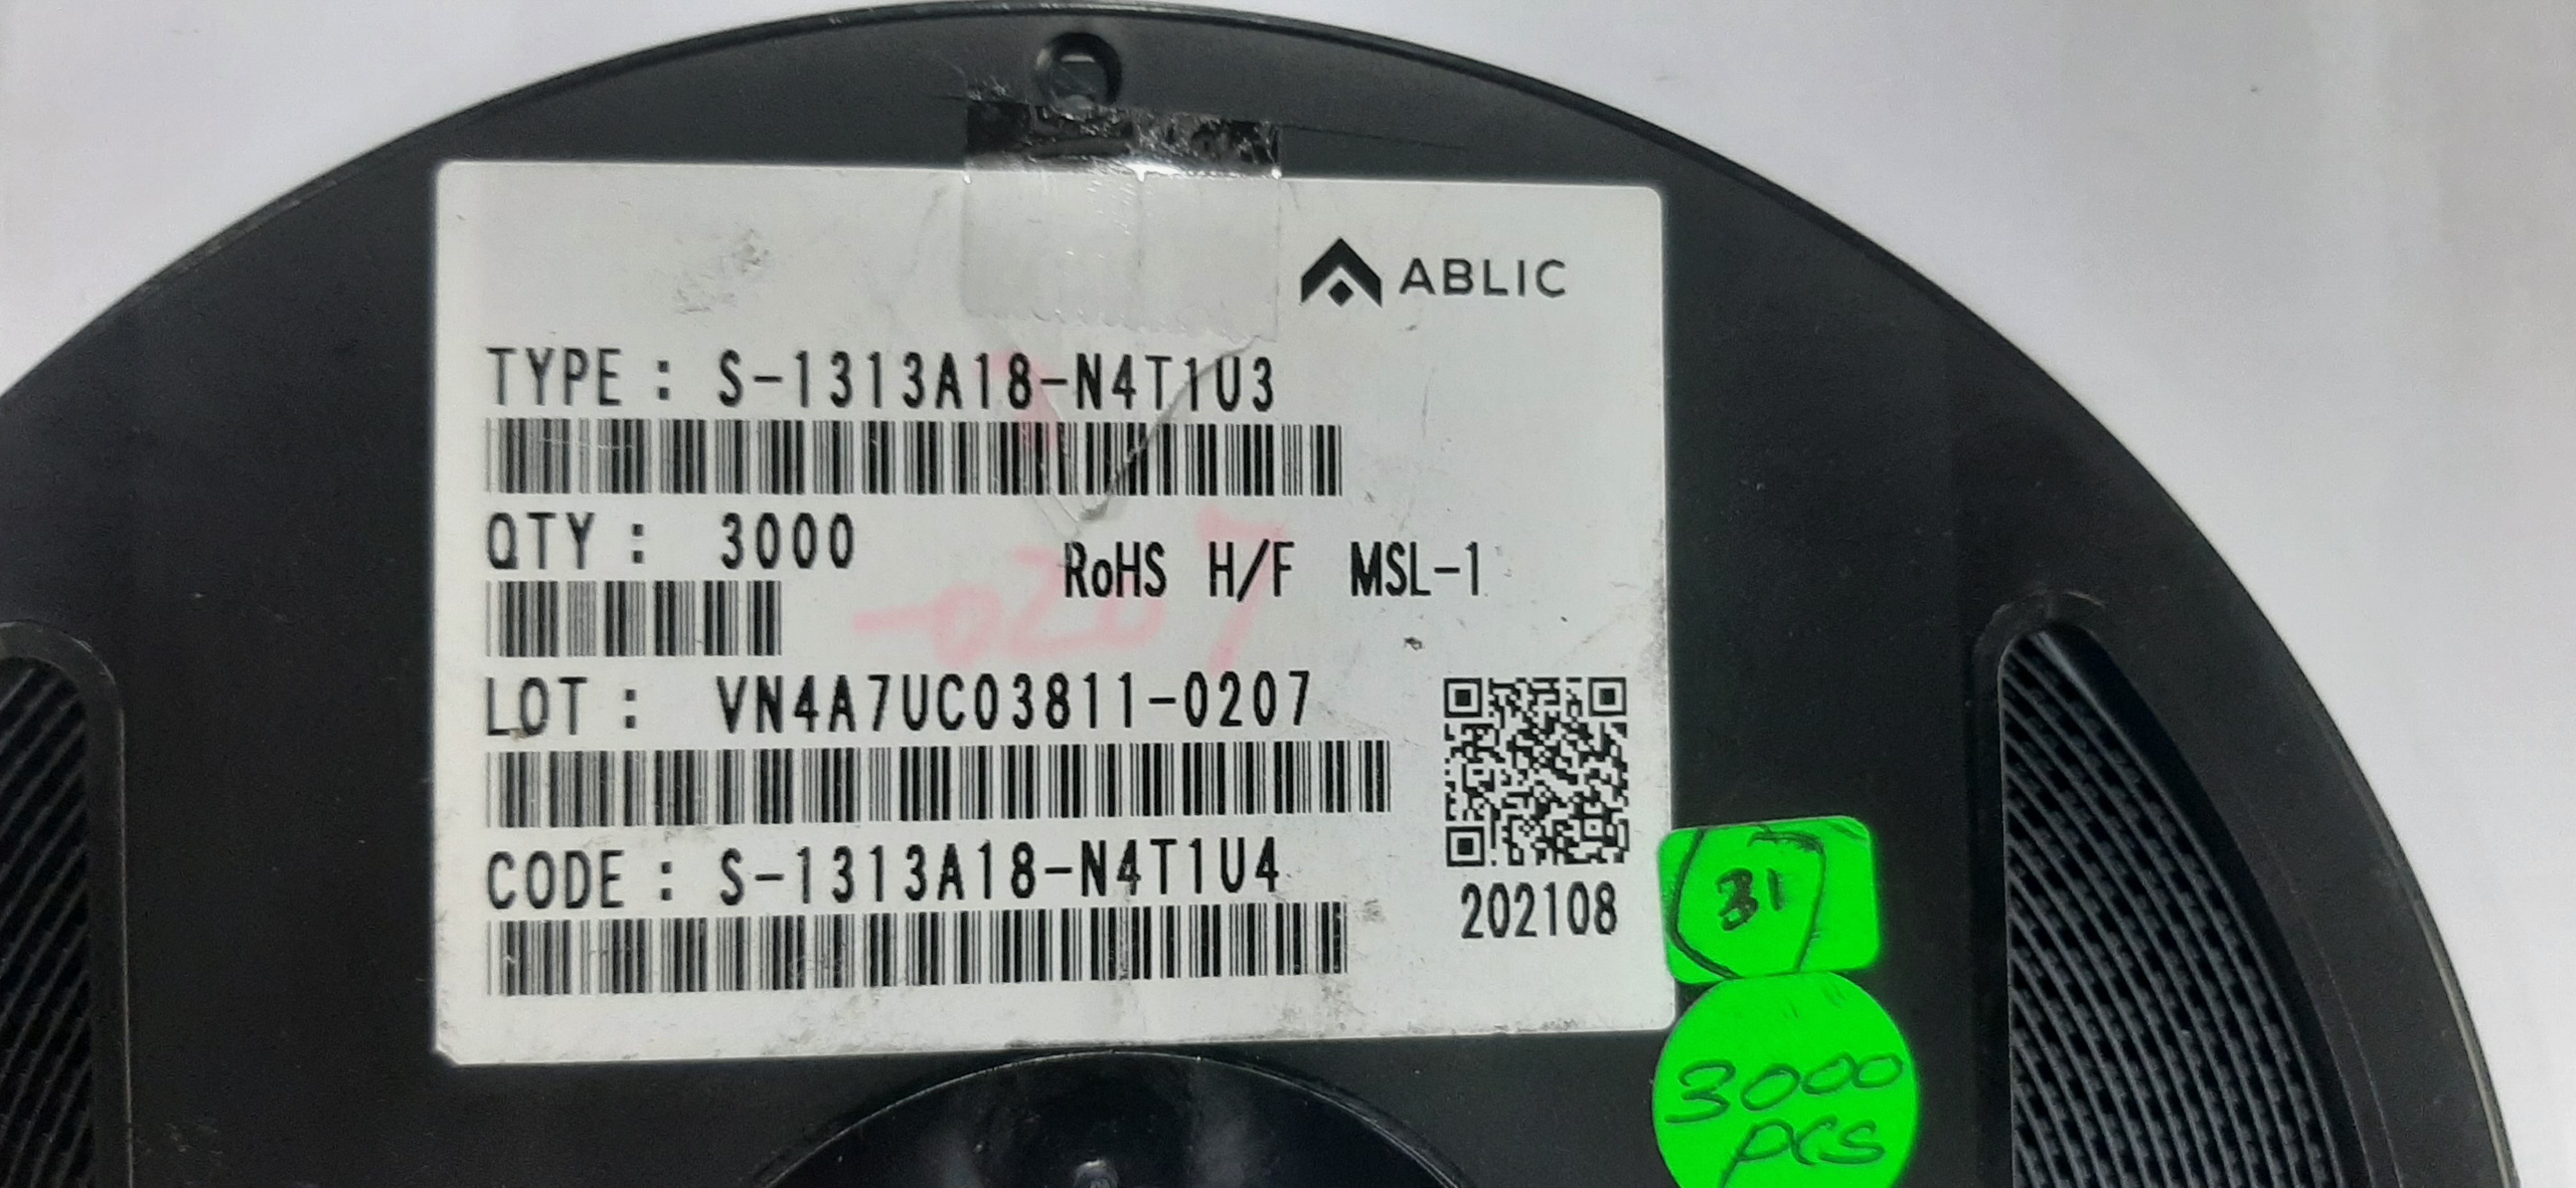 ABLIC
TYPE : S-1313A18-N4T1U3
QTY : 3000
RoHS H/F MSL-1
-0207
LOT : VN4A7UC03811-0207
CODE : S-1313A18-N4T1U4
202108
31
3000
pcs